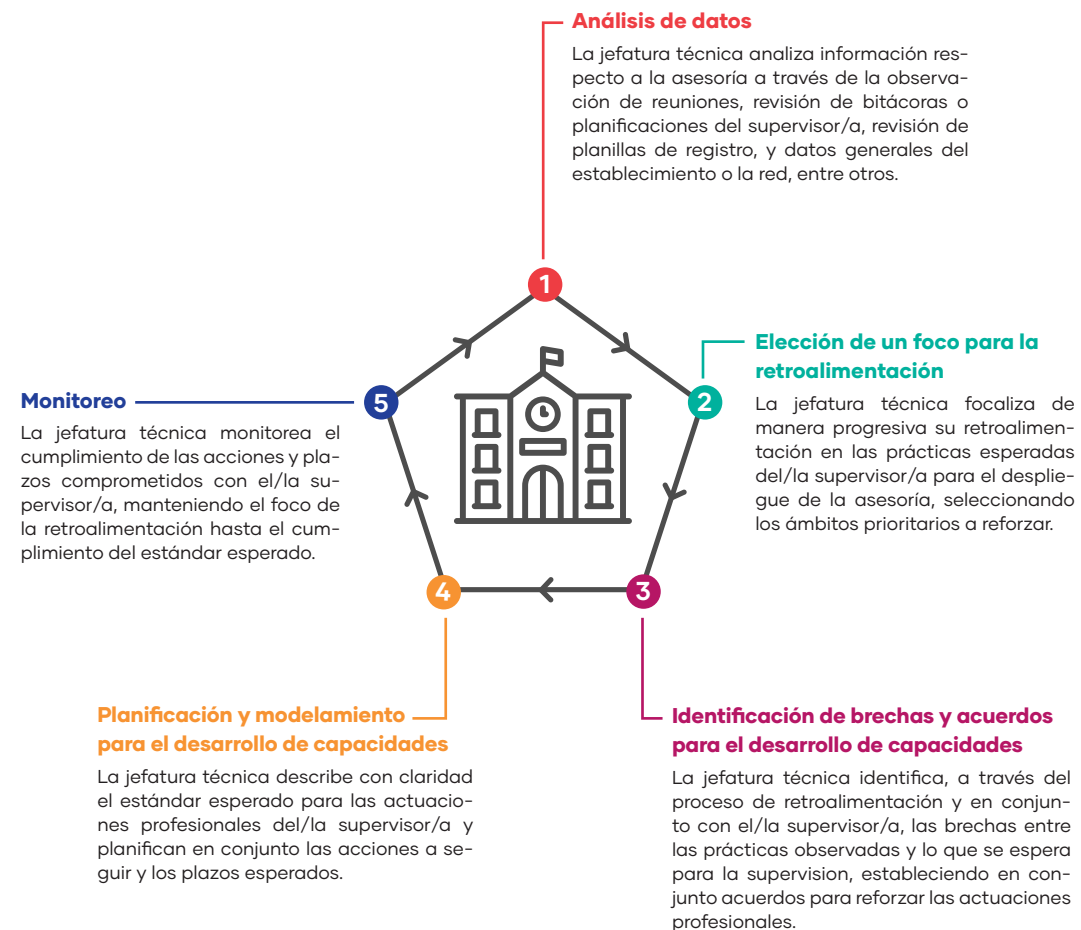 Análisis de datos
La jefatura técnica analiza información res-
pecto a la asesoría a través de la observa-
ción de reuniones, revisión de bitácoras o
planificaciones del supervisor/a, revisión de
planillas de registro, y datos generales del
establecimiento o la red, entre otros.
1
Elección de un foco para la
retroalimentación
La jefatura técnica focaliza de
manera progresiva su retroalimen-
tación en las prácticas esperadas
del/la supervisor/a para el desplie-
gue de la asesoría, seleccionando
los ámbitos prioritarios a reforzar.
2
Monitoreo
5
La jefatura técnica monitorea el
cumplimiento de las acciones y pla-
zos comprometidos con el/la su-
pervisor/a, manteniendo el foco de
la retroalimentación hasta el cum-
plimiento del estándar esperado.
4
3
Planificación y modelamiento
para el desarrollo de capacidades
La jefatura técnica describe con claridad
el estándar esperado para las actuacio-
nes profesionales del/la supervisor/a y
planifican en conjunto las acciones a se-
guir y los plazos esperados.
Identificación de brechas y acuerdos
para el desarrollo de capacidades
La jefatura técnica identifica, a través del
proceso de retroalimentación y en conjun-
to con el/la supervisor/a, las brechas entre
las prácticas observadas y lo que se espera
para la supervision, estableciendo en con-
junto acuerdos para reforzar las actuaciones
profesionales.